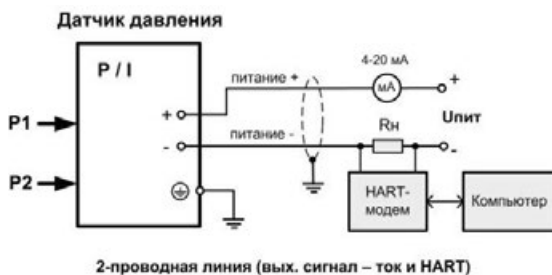 Датчик давления
P / I
4-20 мА
питание +
мА
+
P1
+
Uпит
питание -
Rн
-
-
P2
HART-
модем
Компьютер
2-проводная линия (вых. сигнал – ток и HART)